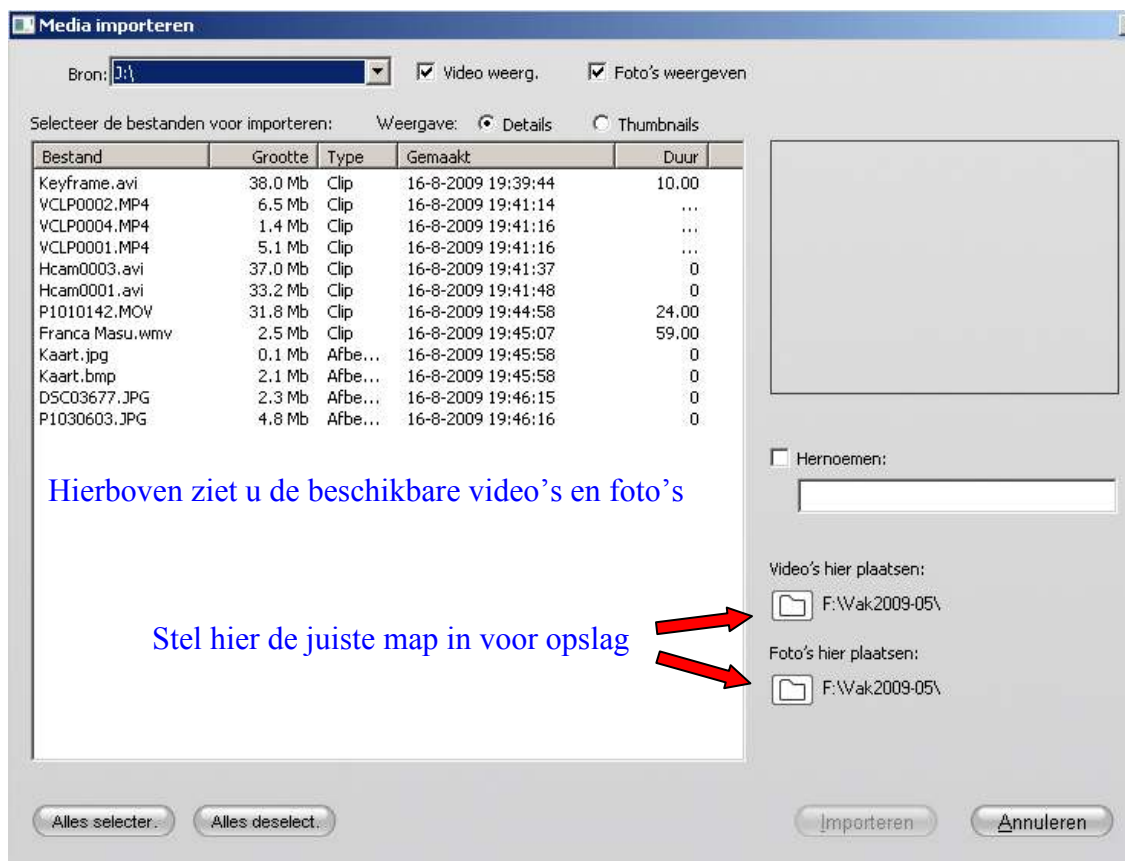 Media importeren
Bron: J:\ Video weerg. Foto's weergeven
Selecteer de bestanden voor importeren: Weergave: Details Thumbnails
Bestand Grootte Type Gemaakt Duur
Keyframe.avi 38.0 Mb Clip 16-8-2009 19:39:44 10.00
VCLP0002.MP4 6.5 Mb Clip 16-8-2009 19:41:14 ...
VCLP0004.MP4 1.4 Mb Clip 16-8-2009 19:41:16 ...
VCLP0001.MP4 5.1 Mb Clip 16-8-2009 19:41:16 ...
Hcam0003.avi 37.0 Mb Clip 16-8-2009 19:41:37 0
Hcam0001.avi 33.2 Mb Clip 16-8-2009 19:41:48 0
P1010142.MOV 31.8 Mb Clip 16-8-2009 19:44:58 24.00
Franca Masu.wmv 2.5 Mb Clip 16-8-2009 19:45:07 59.00
Kaart.jpg 0.1 Mb Afbe... 16-8-2009 19:45:58 0
Kaart.bmp 2.1 Mb Afbe... 16-8-2009 19:45:58 0
DSC03677.JPG 2.3 Mb Afbe... 16-8-2009 19:46:15 0
P1030603.JPG 4.8 Mb Afbe... 16-8-2009 19:46:16 0
Hernoemen:
Hierboven ziet u de beschikbare video's en foto's
Video's hier plaatsen:
F:\Vak2009-05\
Stel hier de juiste map in voor opslag
Foto's hier plaatsen:
F:\Vak2009-05\
Alles selecter. Alles deselect. Importeren Annuleren